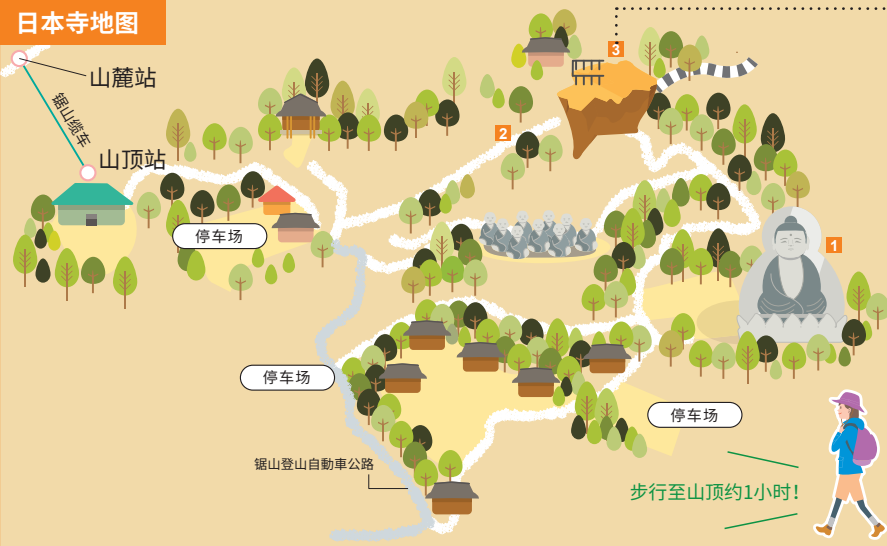 日本寺地图
3
山麓站
锯山缆车
2
山顶站
停车场
1
停车场
停车场
锯山登山自動車公路
步行至山顶约1小时！